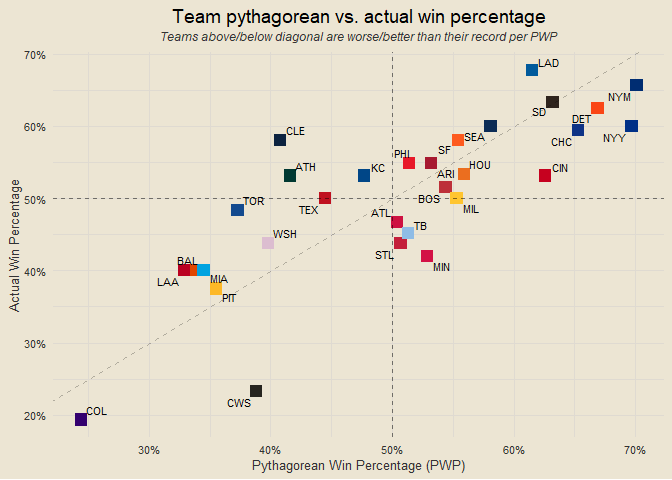 Team pythagorean vs. actual win percentage
Teams above/below diagonal are worse/better than their record per PWP
70%
LAD
NYM
SD
60%
DET
CLE
SEA
CHC
NYY
SF
PHI
ATH
KC
HOU
CIN
ARI
50%
TOR
TEX
BOS
MIL
ATL
TB
WSH
STL
MIN
40%
BAL
LAA
MIA
PIT
30%
CWS
20%
COL
Actual Win Percentage
30%
40%
50%
60%
70%
Pythagorean Win Percentage (PWP)